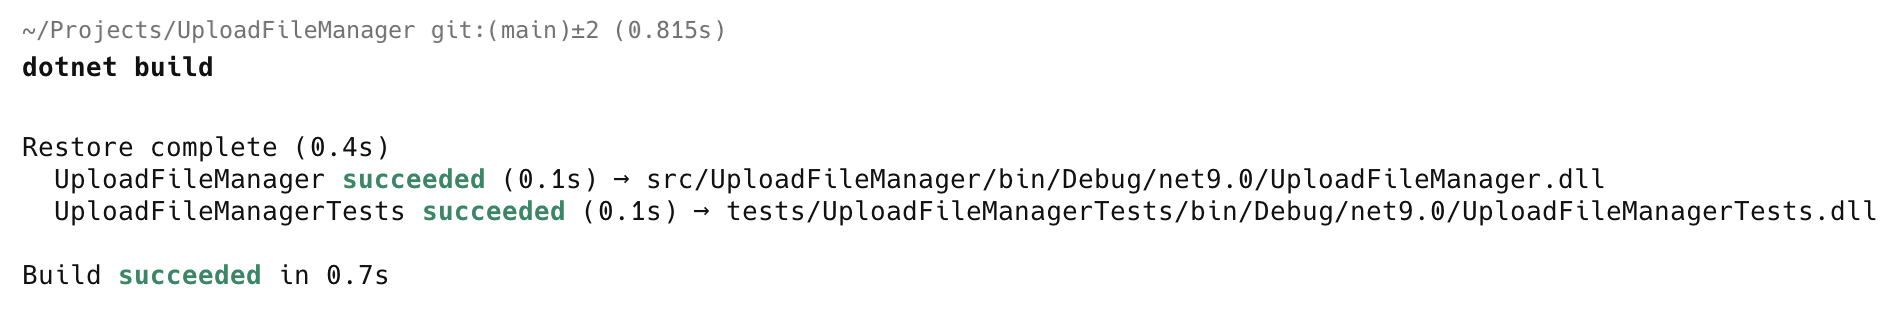 ~/Projects/UploadFileManager git:(main)±2 (0.815s)
dotnet build
Restore complete (0.4s)
UploadFileManager succeeded (0.1s) → src/UploadFileManager/bin/Debug/net9.0/UploadFileManager.dll
UploadFileManagerTests succeeded (0.1s) → tests/UploadFileManagerTests/bin/Debug/net9.0/UploadFileManagerTests.dll
Build succeeded in 0.7s